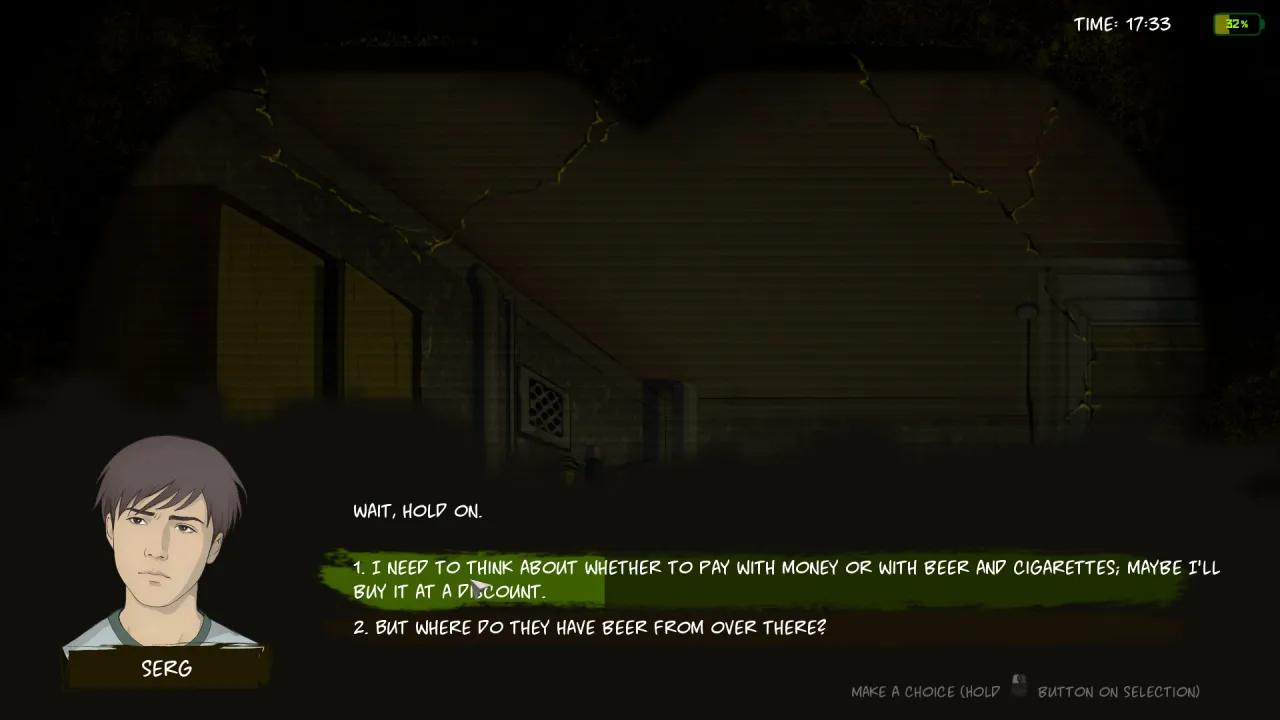 TIME: 17:33
32%
WAIT, HOLD ON.
1. I NEED TO THINK ABOUT WHETHER TO PAY WITH MONEY OR WITH BEER AND CIGARETTES; MAYBE I'LL
BUY IT AT A DISCOUNT.
2. BUT WHERE DO THEY HAVE BEER FROM OVER THERE?
SERG
MAKE A CHOICE (HOLD BUTTON ON SELECTION)